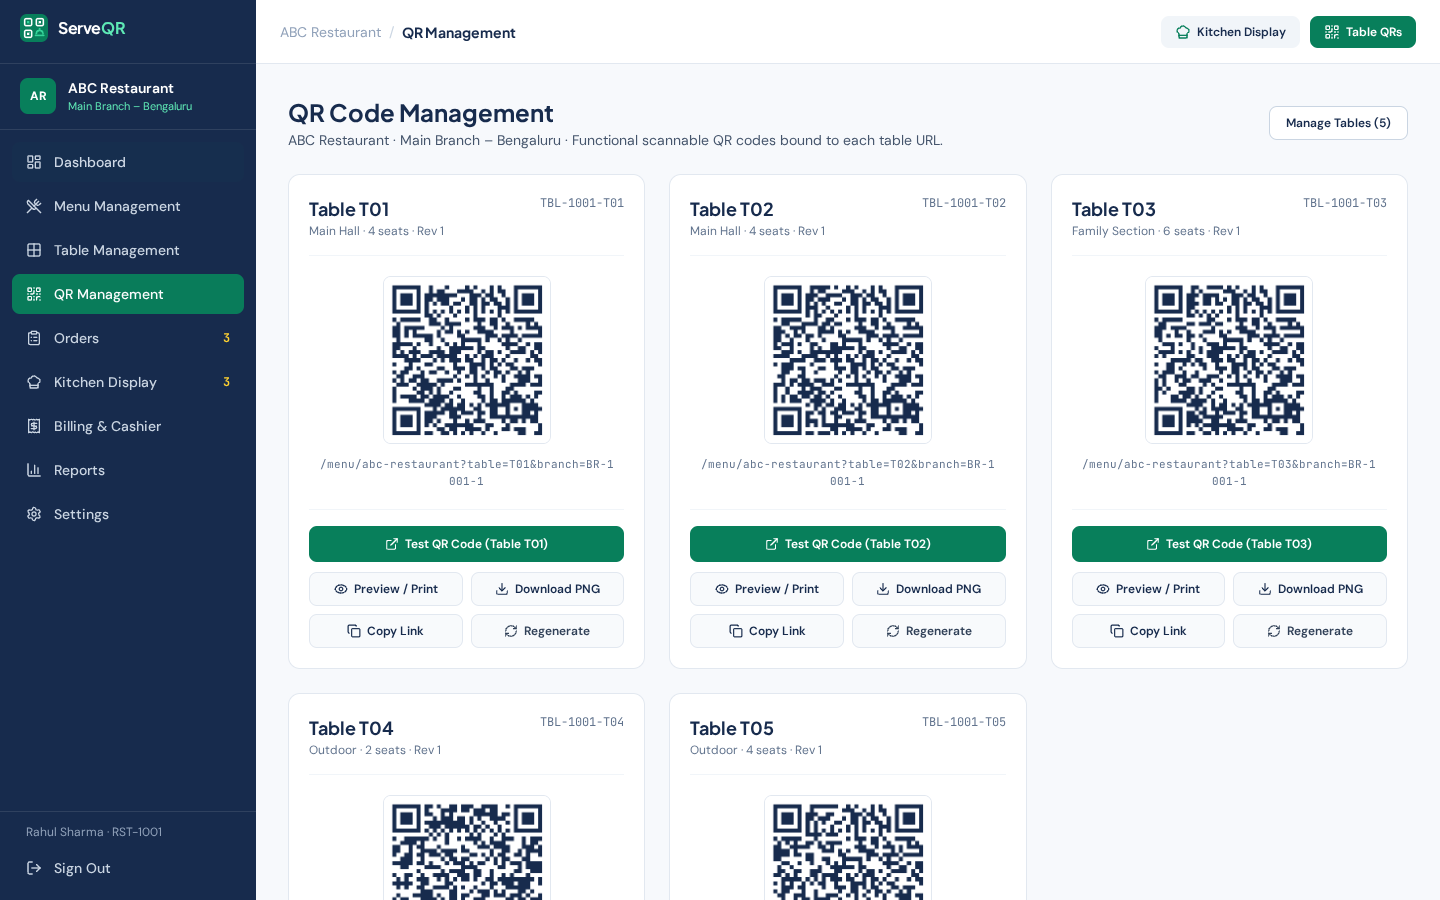 ServeQR
AR
ABC Restaurant
Main Branch – Bengaluru
Dashboard
Menu Management
Table Management
QR Management
Orders 3
Kitchen Display 3
Billing & Cashier
Reports
Settings
Rahul Sharma · RST-1001
Sign Out
ABC Restaurant / QR Management
Kitchen Display
Table QRs
QR Code Management
ABC Restaurant · Main Branch – Bengaluru · Functional scannable QR codes bound to each table URL.
Manage Tables (5)
Table T01
TBL-1001-T01
Main Hall · 4 seats · Rev 1
/menu/abc-restaurant?table=T01&branch=BR-1
001-1
Test QR Code (Table T01)
Preview / Print
Download PNG
Copy Link
Regenerate
Table T02
TBL-1001-T02
Main Hall · 4 seats · Rev 1
/menu/abc-restaurant?table=T02&branch=BR-1
001-1
Test QR Code (Table T02)
Preview / Print
Download PNG
Copy Link
Regenerate
Table T03
TBL-1001-T03
Family Section · 6 seats · Rev 1
/menu/abc-restaurant?table=T03&branch=BR-1
001-1
Test QR Code (Table T03)
Preview / Print
Download PNG
Copy Link
Regenerate
Table T04
TBL-1001-T04
Outdoor · 2 seats · Rev 1
Table T05
TBL-1001-T05
Outdoor · 4 seats · Rev 1